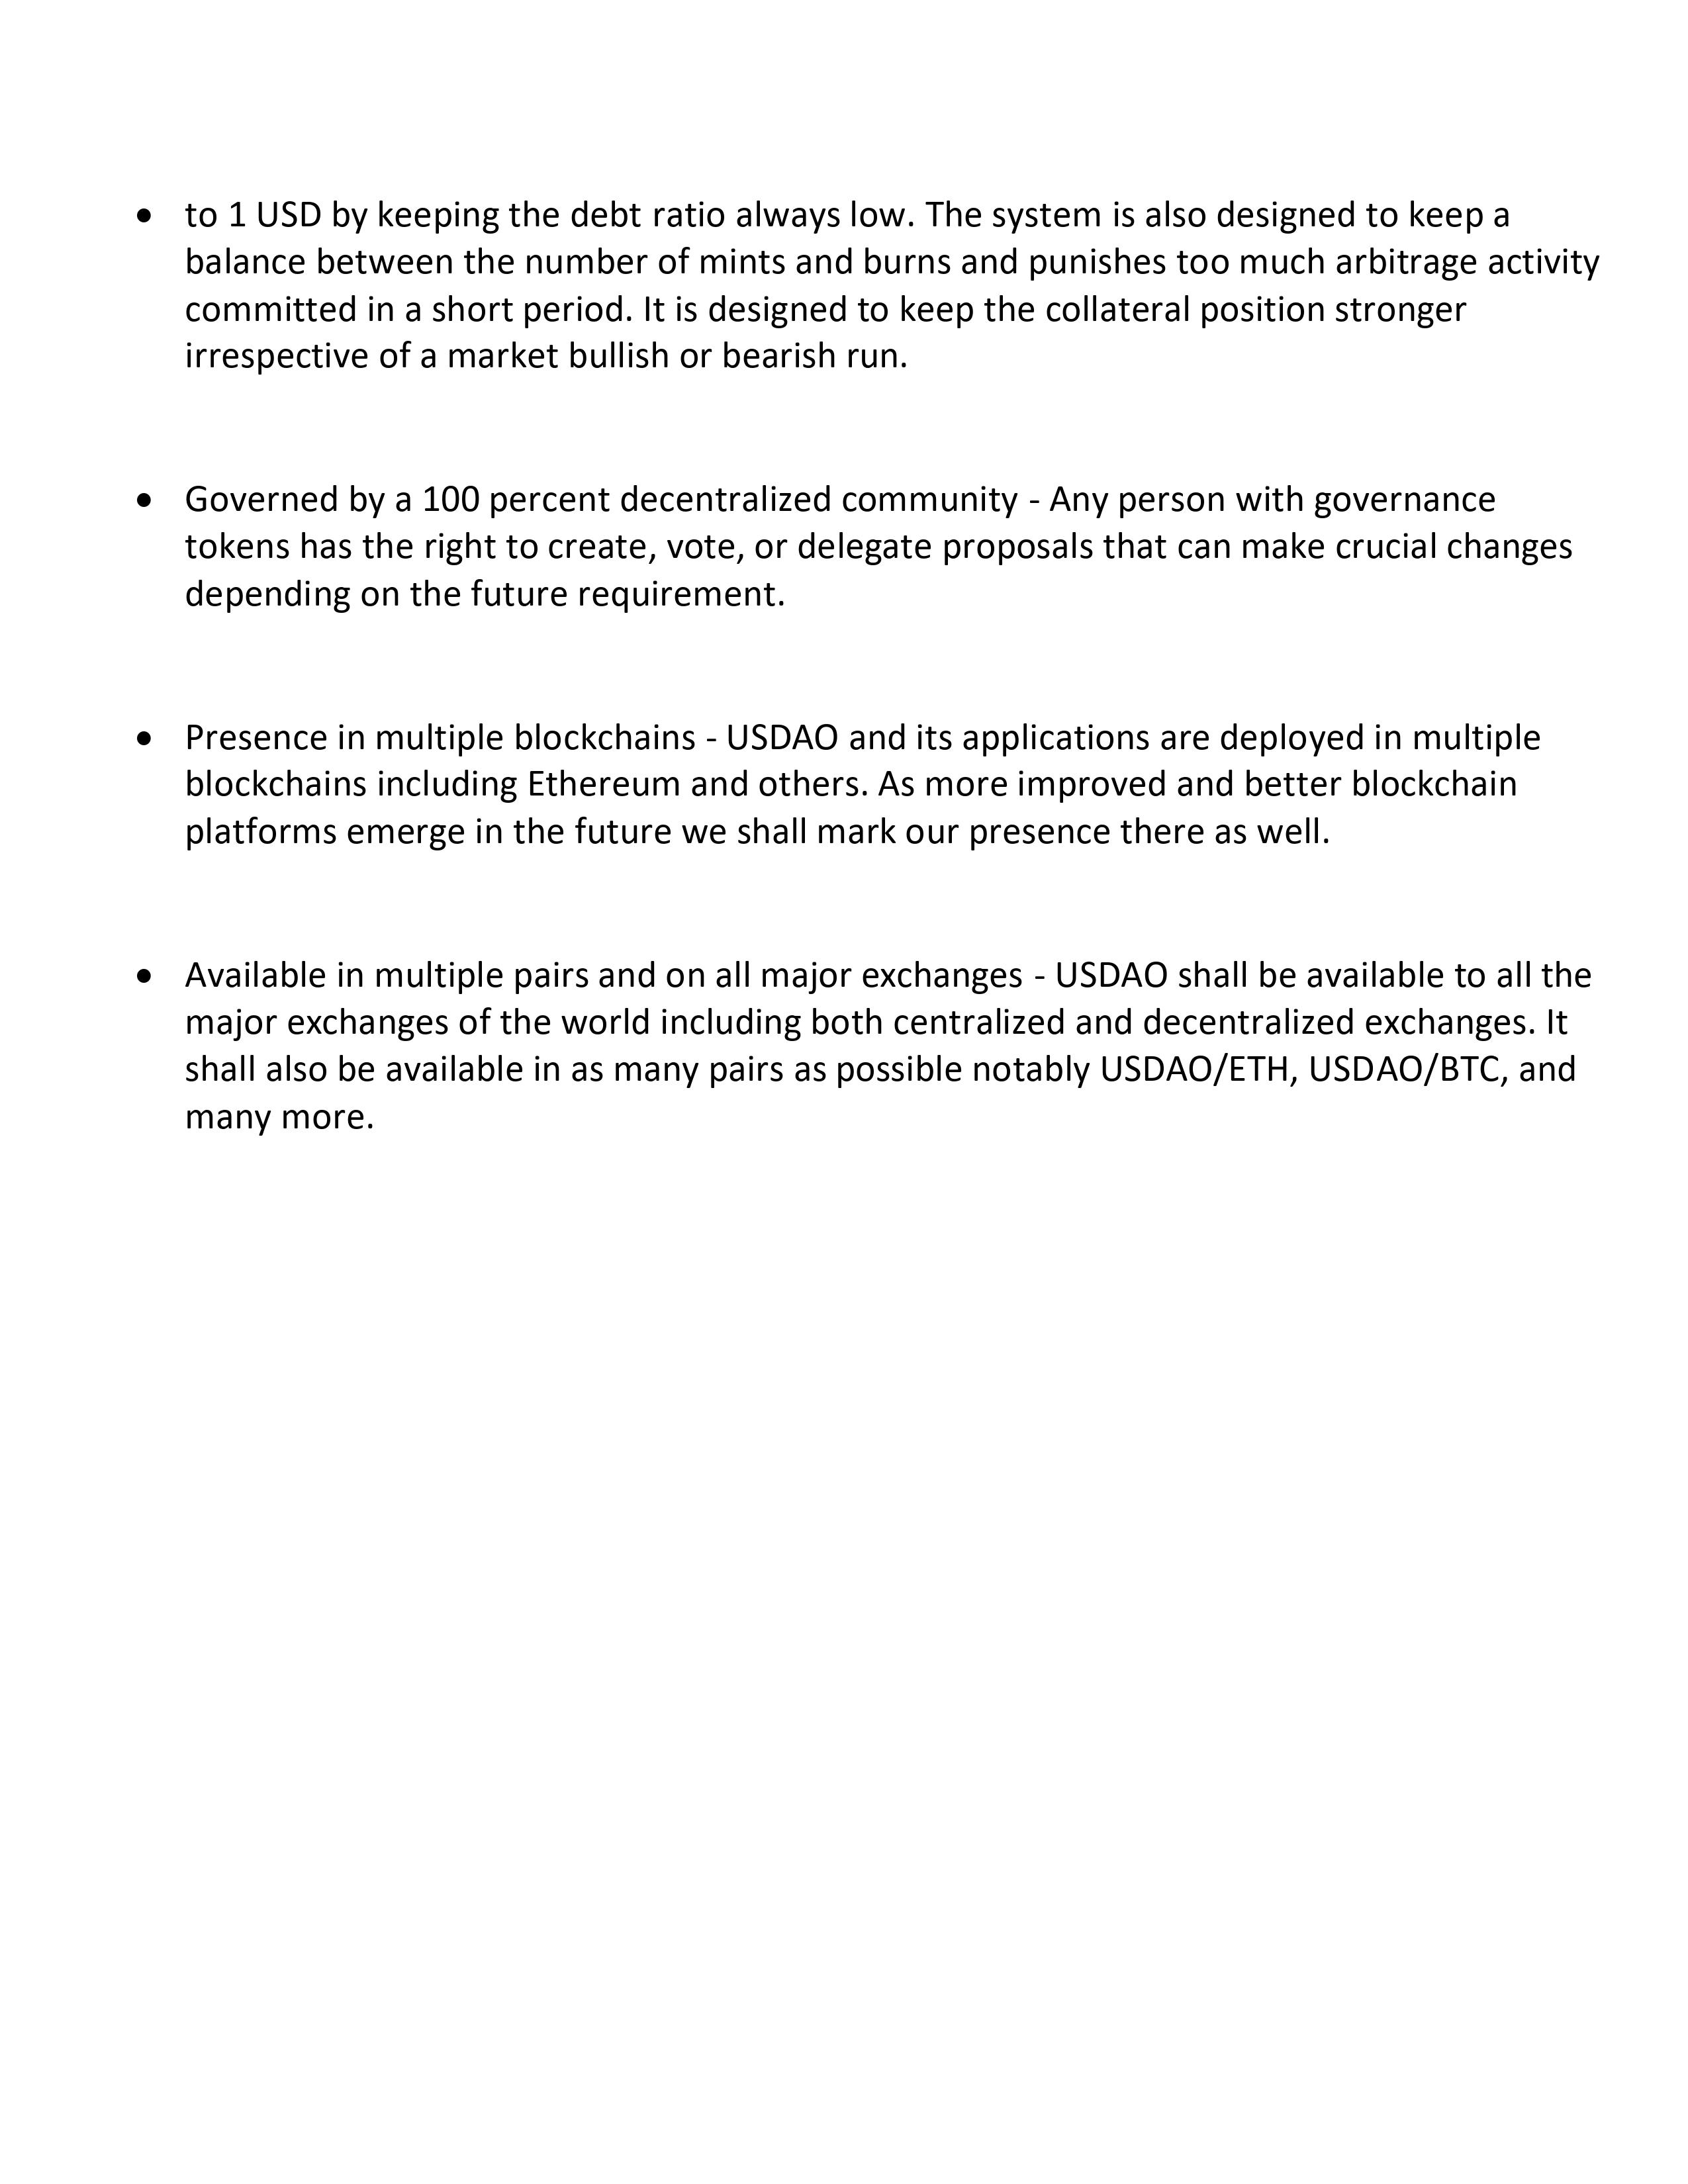 • to 1 USD by keeping the debt ratio always low. The system is also designed to keep a
balance between the number of mints and burns and punishes too much arbitrage activity
committed in a short period. It is designed to keep the collateral position stronger
irrespective of a market bullish or bearish run.
• Governed by a 100 percent decentralized community - Any person with governance
tokens has the right to create, vote, or delegate proposals that can make crucial changes
depending on the future requirement.
• Presence in multiple blockchains - USDAO and its applications are deployed in multiple
blockchains including Ethereum and others. As more improved and better blockchain
platforms emerge in the future we shall mark our presence there as well.
• Available in multiple pairs and on all major exchanges - USDAO shall be available to all the
major exchanges of the world including both centralized and decentralized exchanges. It
shall also be available in as many pairs as possible notably USDAO/ETH, USDAO/BTC, and
many more.